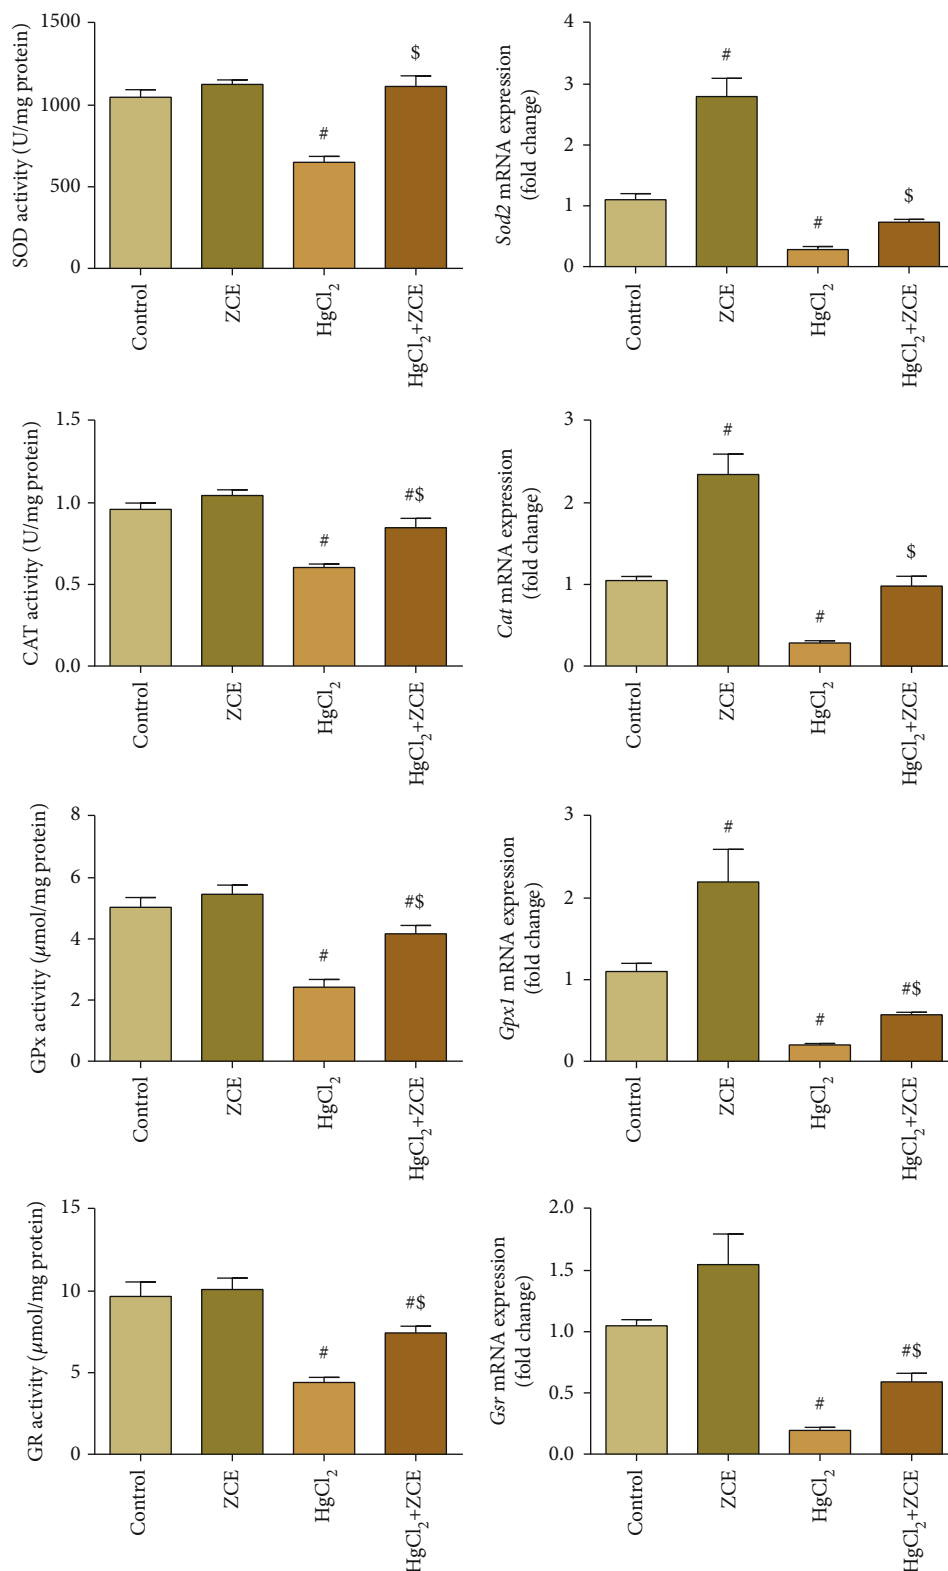 SOD activity (U/mg protein)
1500
1000
500
0
#
$
Control
ZCE
HgCl₂
HgCl₂+ZCE
Sod2 mRNA expression
(fold change)
4
3
2
1
0
#
#
$
Control
ZCE
HgCl₂
HgCl₂+ZCE
CAT activity (U/mg protein)
1.5
1.0
0.5
0.0
#
#$
Control
ZCE
HgCl₂
HgCl₂+ZCE
Cat mRNA expression
(fold change)
3
2
1
0
#
#
$
Control
ZCE
HgCl₂
HgCl₂+ZCE
GPx activity (μmol/mg protein)
8
6
4
2
0
#
#$
Control
ZCE
HgCl₂
HgCl₂+ZCE
Gpx1 mRNA expression
(fold change)
3
2
1
0
#
#
#$
Control
ZCE
HgCl₂
HgCl₂+ZCE
GR activity (μmol/mg protein)
15
10
5
0
#
#$
Control
ZCE
HgCl₂
HgCl₂+ZCE
Gsr mRNA expression
(fold change)
2.0
1.5
1.0
0.5
0.0
#
#$
Control
ZCE
HgCl₂
HgCl₂+ZCE